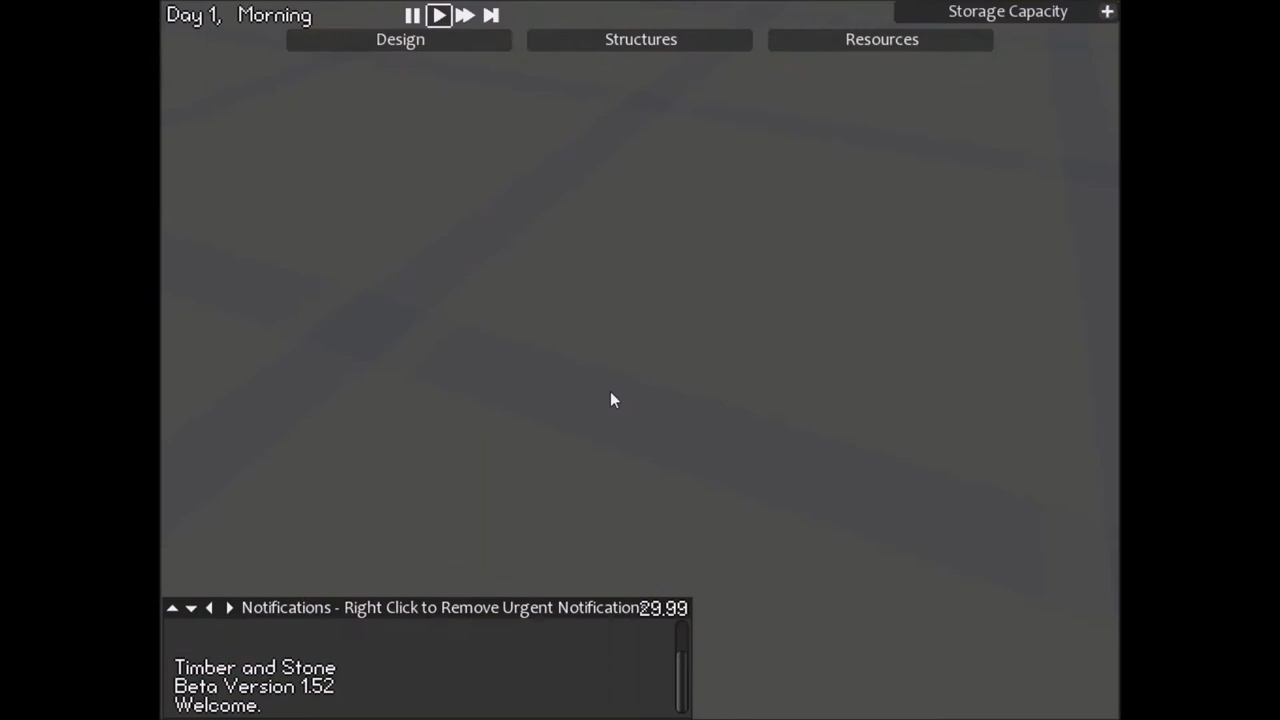 Day 1, Morning
Storage Capacity +
Design
Structures
Resources
Notifications - Right Click to Remove Urgent Notification
29.99
Timber and Stone
Beta Version 1.52
Welcome.